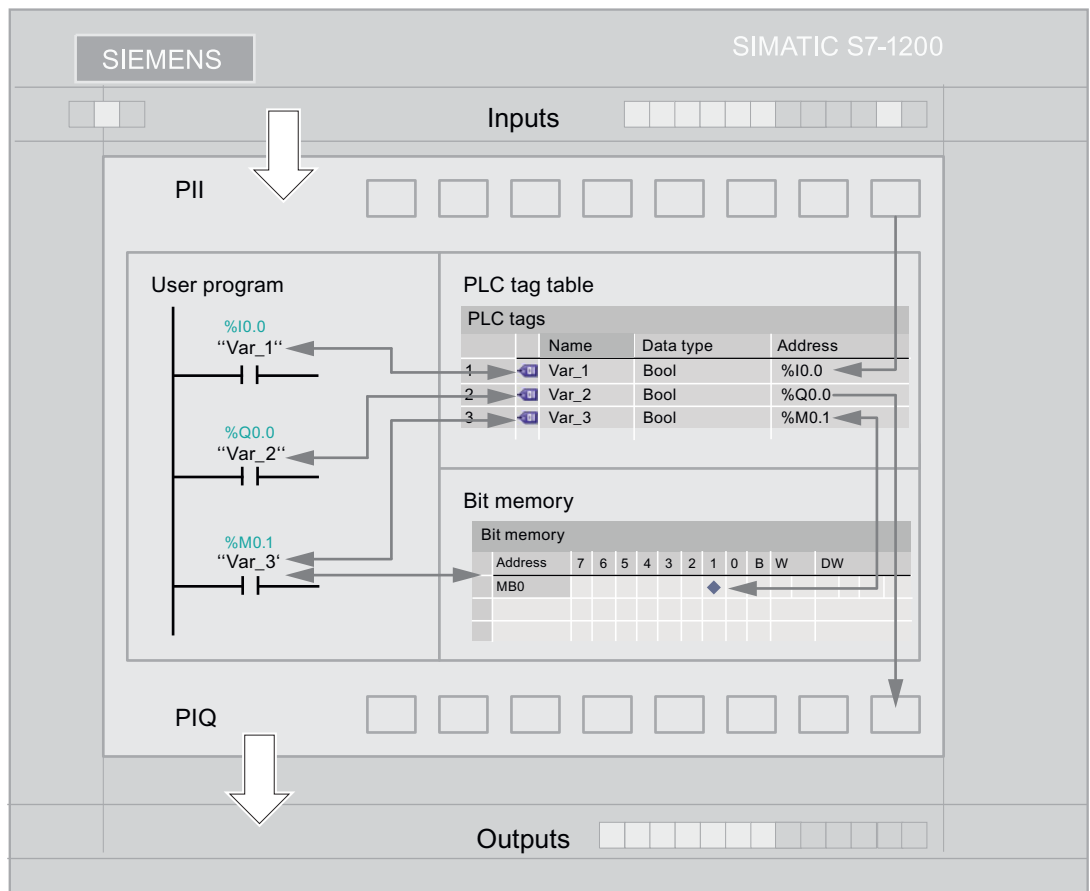 SIEMENS
SIMATIC S7-1200
Inputs
PII
User program
%I0.0
“Var_1“
%Q0.0
“Var_2“
%M0.1
“Var_3‘
PLC tag table
PLC tags
Name Data type Address
1 Var_1 Bool %I0.0
2 Var_2 Bool %Q0.0
3 Var_3 Bool %M0.1
Bit memory
Bit memory
Address 7 6 5 4 3 2 1 0 B W DW
MB0
PIQ
Outputs